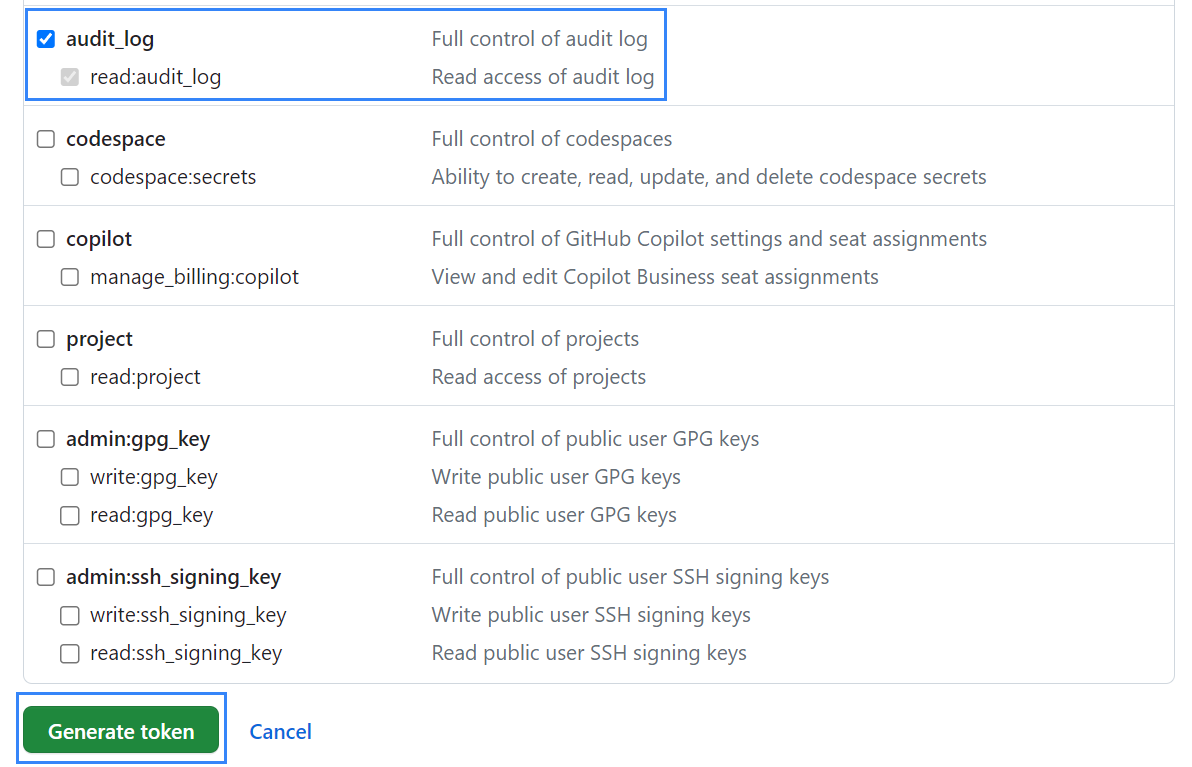 audit_log Full control of audit log
read:audit_log Read access of audit log
codespace Full control of codespaces
codespace:secrets Ability to create, read, update, and delete codespace secrets
copilot Full control of GitHub Copilot settings and seat assignments
manage_billing:copilot View and edit Copilot Business seat assignments
project Full control of projects
read:project Read access of projects
admin:gpg_key Full control of public user GPG keys
write:gpg_key Write public user GPG keys
read:gpg_key Read public user GPG keys
admin:ssh_signing_key Full control of public user SSH signing keys
write:ssh_signing_key Write public user SSH signing keys
read:ssh_signing_key Read public user SSH signing keys
Generate token Cancel